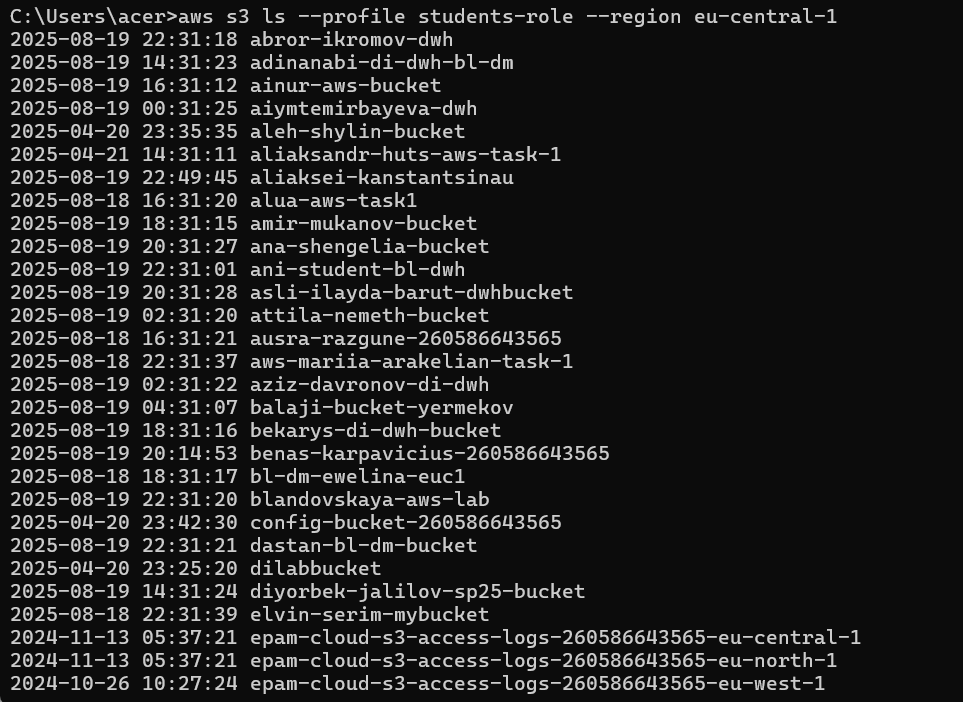 C:\Users\acer>aws s3 ls --profile students-role --region eu-central-1
2025-08-19 22:31:18 abror-ikromov-dwh
2025-08-19 14:31:23 adinanabi-di-dwh-bl-dm
2025-08-19 16:31:12 ainur-aws-bucket
2025-08-19 00:31:25 aiymtemirbayeva-dwh
2025-04-20 23:35:35 aleh-shylin-bucket
2025-04-21 14:31:11 aliaksandr-huts-aws-task-1
2025-08-19 22:49:45 aliaksei-kanstantsinau
2025-08-18 16:31:20 alua-aws-task1
2025-08-19 18:31:15 amir-mukanov-bucket
2025-08-19 20:31:27 ana-shengelia-bucket
2025-08-19 22:31:01 ani-student-bl-dwh
2025-08-19 20:31:28 asli-ilayda-barut-dwhbucket
2025-08-19 02:31:20 attila-nemeth-bucket
2025-08-18 16:31:21 ausra-razgune-260586643565
2025-08-18 22:31:37 aws-mariia-arakelian-task-1
2025-08-19 02:31:22 aziz-davronov-di-dwh
2025-08-19 04:31:07 balaji-bucket-yermekov
2025-08-19 18:31:16 bekarys-di-dwh-bucket
2025-08-19 20:14:53 benas-karpavicius-260586643565
2025-08-18 18:31:17 bl-dm-ewelina-euc1
2025-08-19 22:31:20 blandovskaya-aws-lab
2025-04-20 23:42:30 config-bucket-260586643565
2025-08-19 22:31:21 dastan-bl-dm-bucket
2025-04-20 23:25:20 dilabbucket
2025-08-19 14:31:24 diyorbek-jalilov-sp25-bucket
2025-08-18 22:31:39 elvin-serim-mybucket
2024-11-13 05:37:21 epam-cloud-s3-access-logs-260586643565-eu-central-1
2024-11-13 05:37:21 epam-cloud-s3-access-logs-260586643565-eu-north-1
2024-10-26 10:27:24 epam-cloud-s3-access-logs-260586643565-eu-west-1